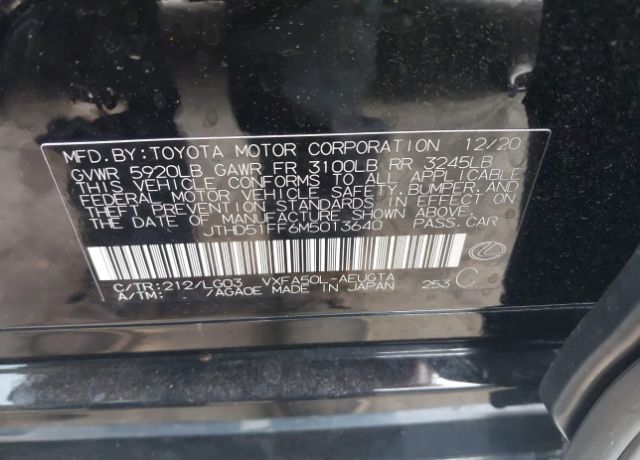 MFD.BY:TOYOTA MOTOR CORPORATION 12/20
GVWR 5920LB GAWR FR 3100LB RR 3245LB
THIS VEHICLE CONFORMS TO ALL APPLICABLE
FEDERAL MOTOR VEHICLE SAFETY,BUMPER,AND
THEFT PREVENTION STANDARDS IN EFFECT ON
THE DATE OF MANUFACTURE SHOWN ABOVE.
JTHD51FF6M5013640 PASS.CAR
C/TR:212/LG03 VXFA50L-AEUGTA
A/TM: /AGA0E MADE IN JAPAN 253 C